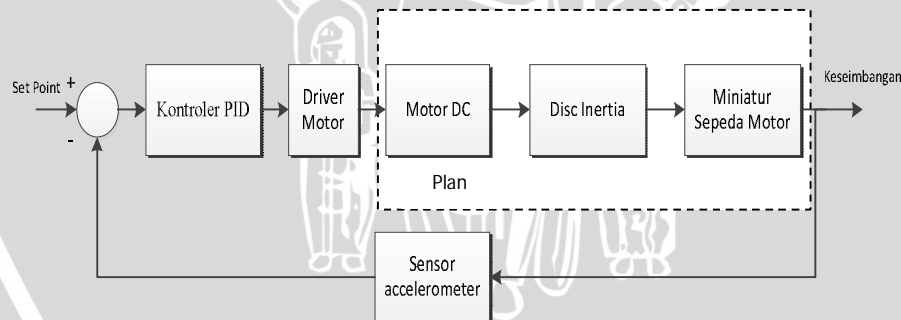 Set Point
+
-
Kontroler PID
Driver
Motor
Motor DC
Disc Inertia
Miniatur
Sepeda Motor
Keseimbangan
Plan
Sensor
accelerometer